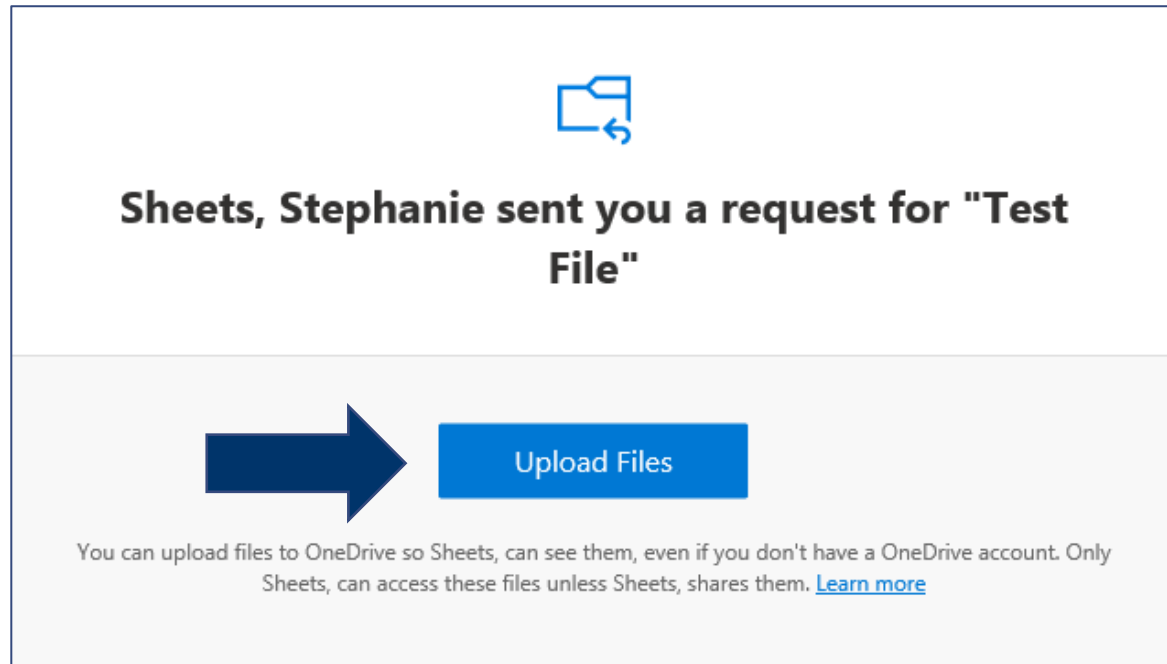 Sheets, Stephanie sent you a request for "Test
File"
Upload Files
You can upload files to OneDrive so Sheets, can see them, even if you don't have a OneDrive account. Only
Sheets, can access these files unless Sheets, shares them. Learn more